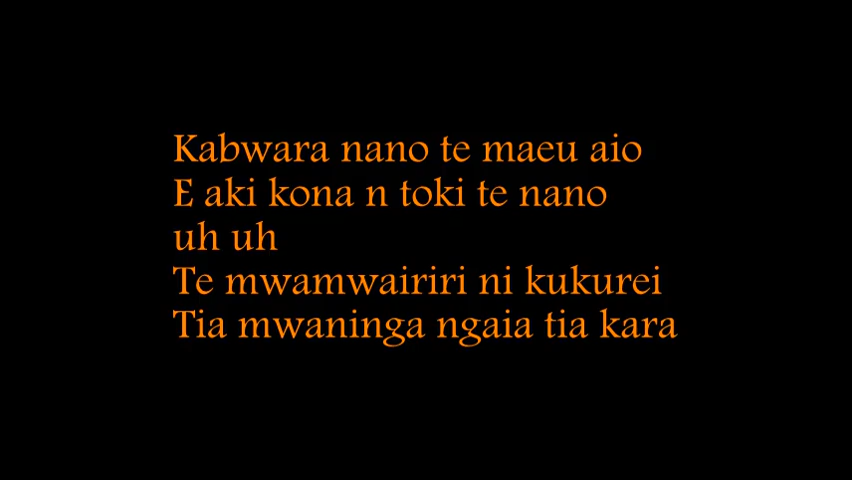 Kabwara nano te maeu aio
E aki kona n toki te nano
uh uh
Te mwamwairiri ni kukurei
Tia mwaninga ngaia tia kara